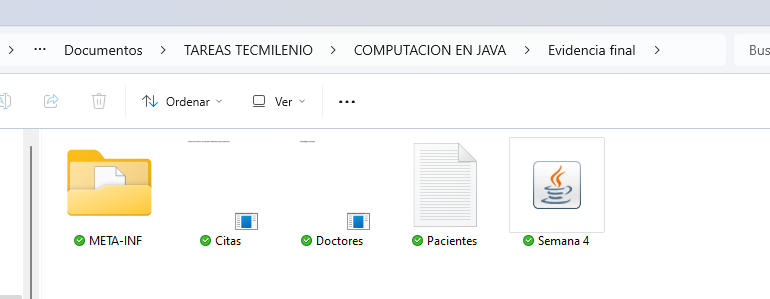 Documentos > TAREAS TECMILENIO > COMPUTACION EN JAVA > Evidencia final > Bus
Ordenar Ver
META-INF Citas Doctores Pacientes Semana 4